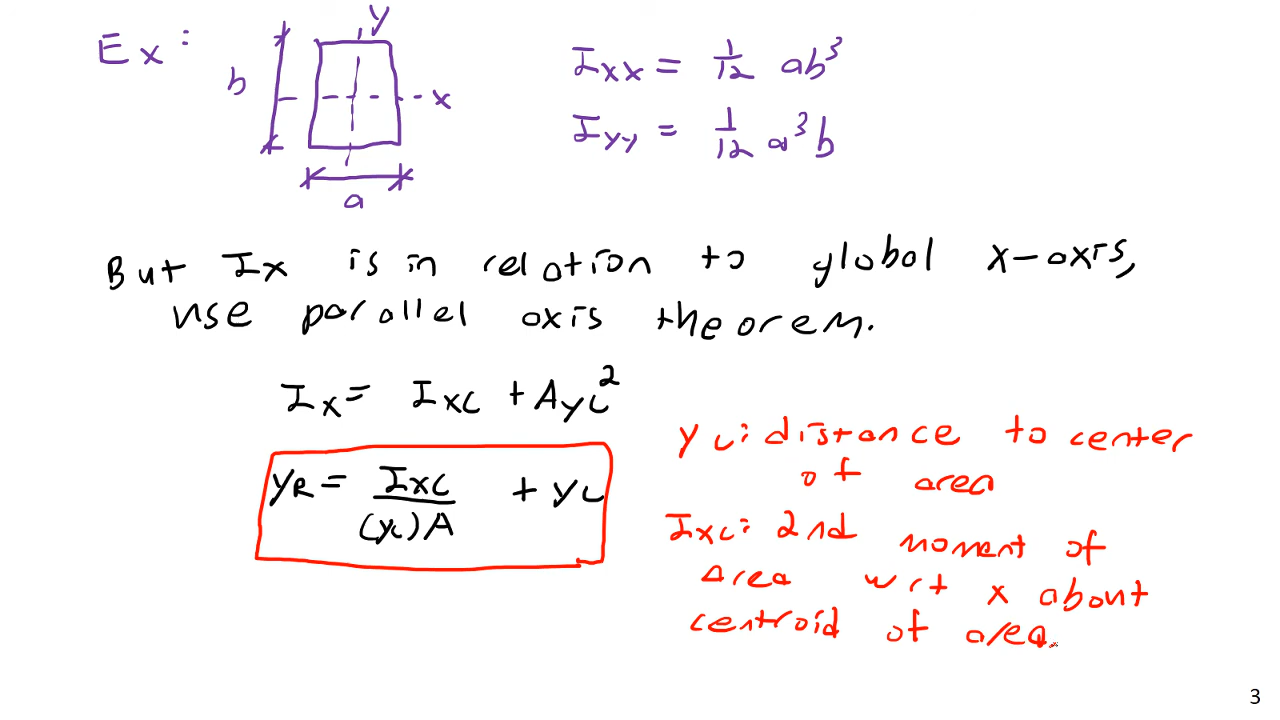 Ex:
y
b
x
a
Ixx = 1/12 ab³
Iyy = 1/12 a³b
But Ix is in relation to global x-axis,
use parallel axis theorem.
Ix = Ixc + Ayc²
yR = Ixc/(yc)A + yc
yc: distance to center
of area
Ixc: 2nd moment of
area wrt x about
centroid of area.
3